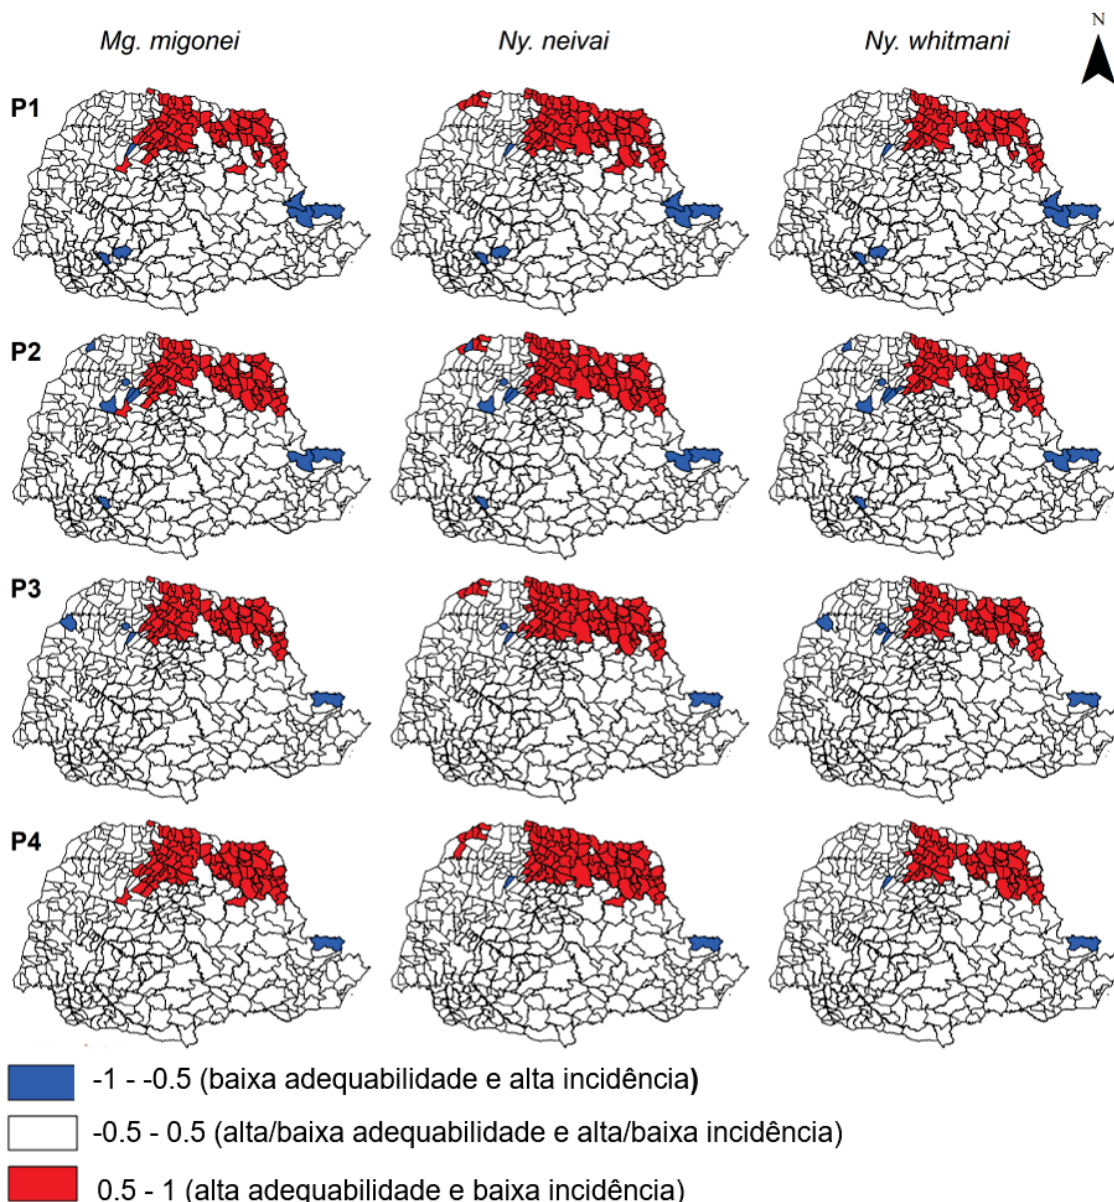 N
Mg. migonei
Ny. neivai
Ny. whitmani
P1
P2
P3
P4
-1 - -0.5 (baixa adequabilidade e alta incidência)
-0.5 - 0.5 (alta/baixa adequabilidade e alta/baixa incidência)
0.5 - 1 (alta adequabilidade e baixa incidência)